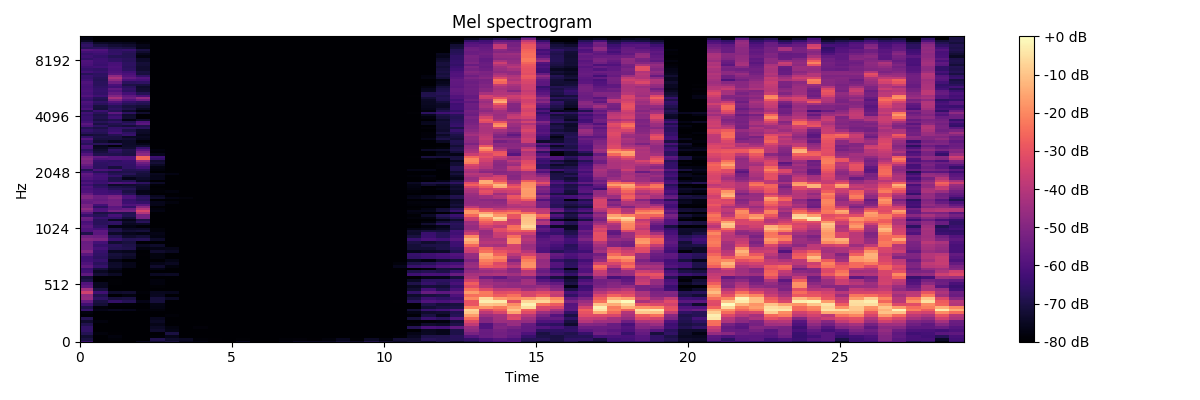 Mel spectrogram
8192
4096
2048
1024
512
0
Hz
0 5 10 15 20 25
Time
+0 dB
-10 dB
-20 dB
-30 dB
-40 dB
-50 dB
-60 dB
-70 dB
-80 dB